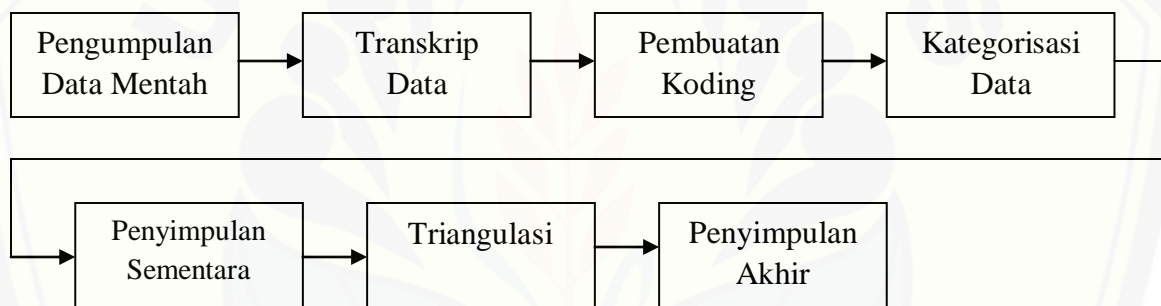 Pengumpulan
Data Mentah
Transkrip
Data
Pembuatan
Koding
Kategorisasi
Data
Penyimpulan
Sementara
Triangulasi
Penyimpulan
Akhir